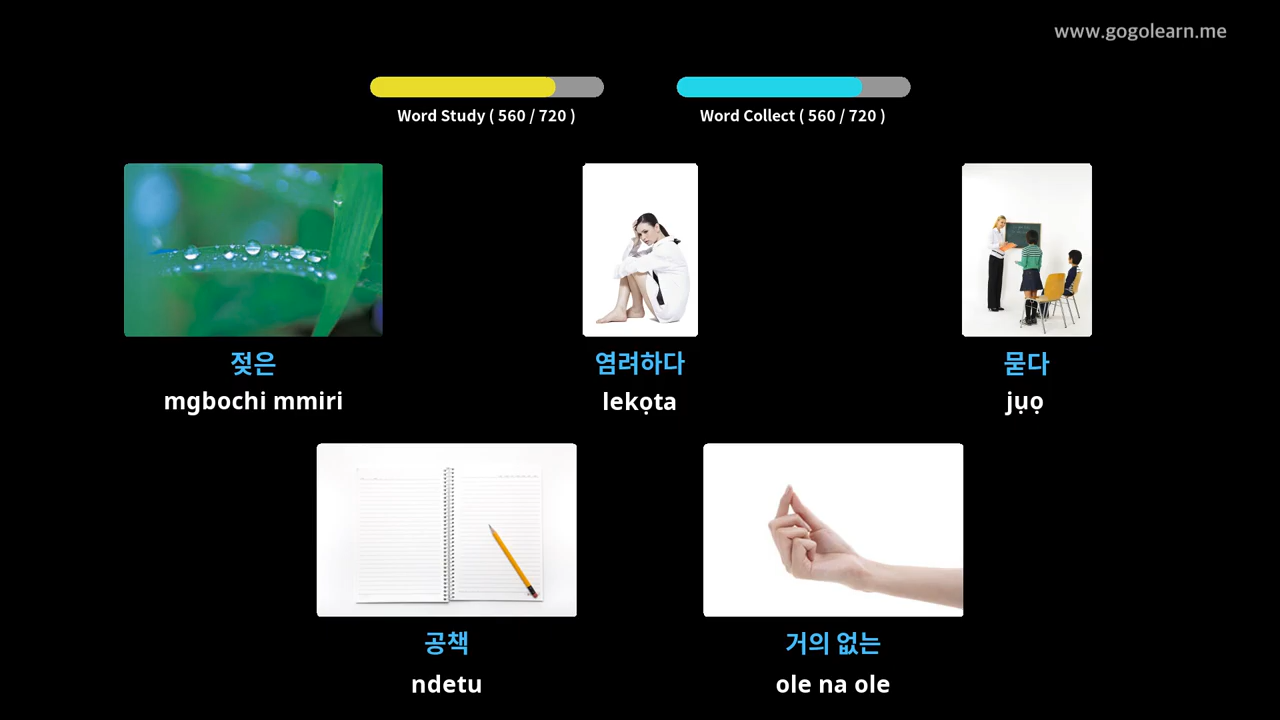 www.gogolearn.me
Word Study ( 560 / 720 )
Word Collect ( 560 / 720 )
젖은
mgbochi mmiri
염려하다
lekọta
묻다
jụọ
공책
ndetu
거의 없는
ole na ole